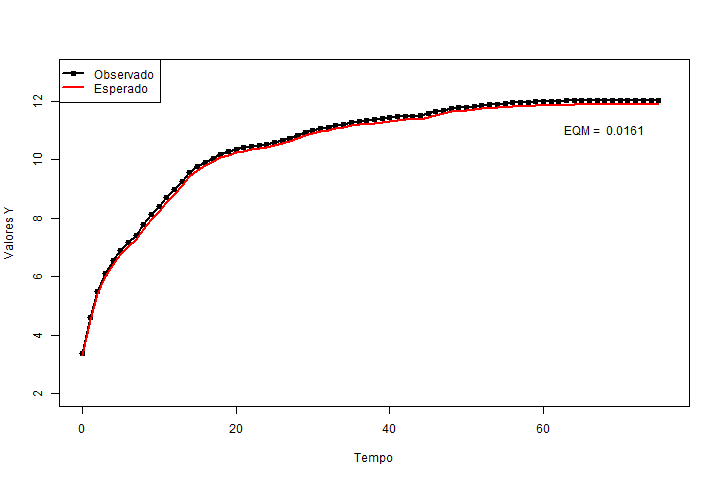 Observado
Esperado
12
EQM = 0.0161
10
8
6
4
2
Valores Y
0 20 40 60
Tempo